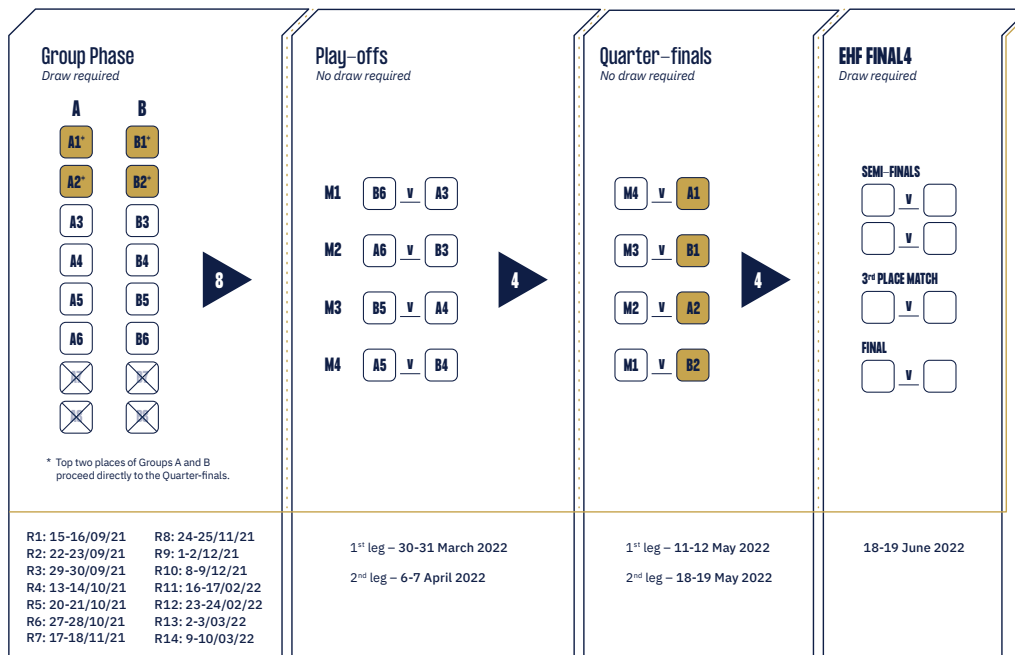 Group Phase
Draw required
A B
A1* B1*
A2* B2*
A3 B3
A4 B4
A5 B5
A6 B6
* Top two places of Groups A and B
proceed directly to the Quarter-finals.
8
R1: 15-16/09/21
R2: 22-23/09/21
R3: 29-30/09/21
R4: 13-14/10/21
R5: 20-21/10/21
R6: 27-28/10/21
R7: 17-18/11/21
R8: 24-25/11/21
R9: 1-2/12/21
R10: 8-9/12/21
R11: 16-17/02/22
R12: 23-24/02/22
R13: 2-3/03/22
R14: 9-10/03/22
Play-offs
No draw required
M1 B6 v A3
M2 A6 v B3
M3 B5 v A4
M4 A5 v B4
4
1st leg – 30-31 March 2022
2nd leg – 6-7 April 2022
Quarter-finals
No draw required
M4 v A1
M3 v B1
M2 v A2
M1 v B2
4
1st leg – 11-12 May 2022
2nd leg – 18-19 May 2022
EHF FINAL4
Draw required
SEMI-FINALS
v
v
3rd PLACE MATCH
v
FINAL
v
18-19 June 2022